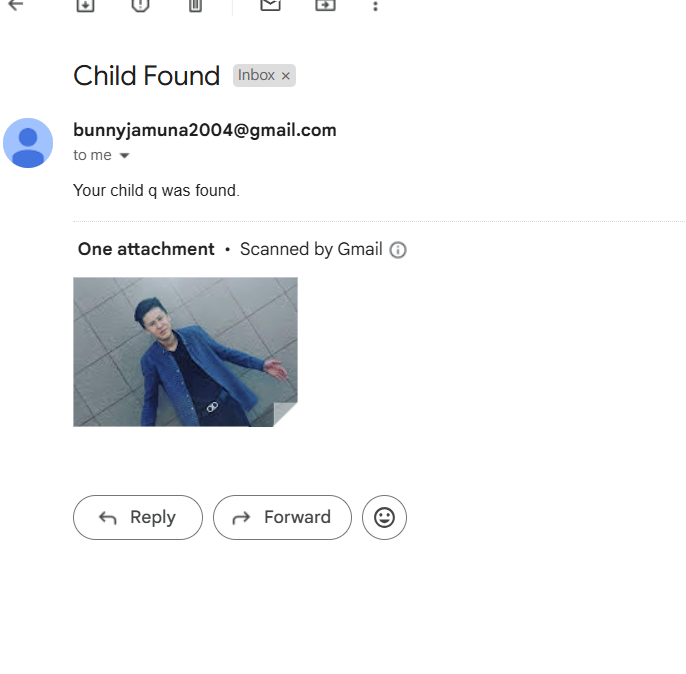 Child Found Inbox ×
bunnyjamuna2004@gmail.com
to me
Your child q was found.
One attachment • Scanned by Gmail
Reply Forward